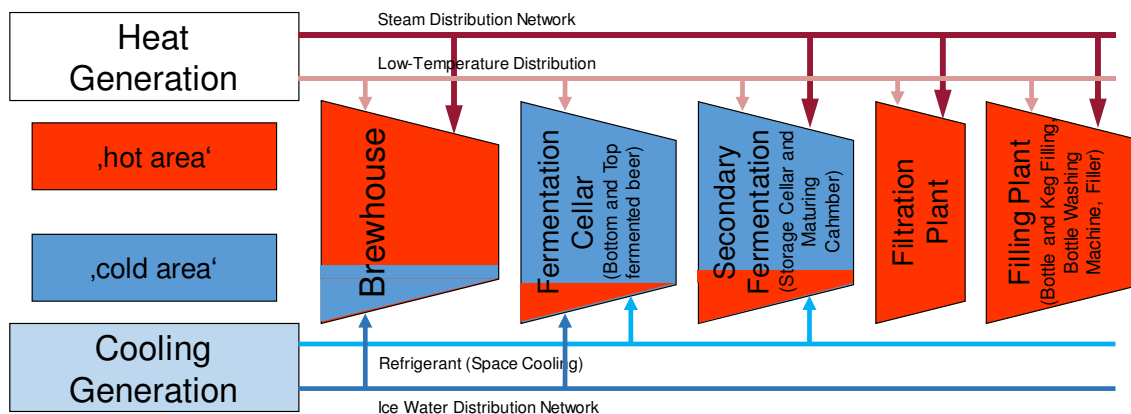 Heat
Generation
Steam Distribution Network
Low-Temperature Distribution
‚hot area‘
‚cold area‘
Brewhouse
Fermentation
Cellar
(Bottom and Top
fermented beer)
Secondary
Fermentation
(Storage Cellar and
Maturing
Cahmber)
Filtration
Plant
Filling Plant
(Bottle and Keg Filling,
Bottle Washing
Machine, Filler)
Cooling
Generation
Refrigerant (Space Cooling)
Ice Water Distribution Network